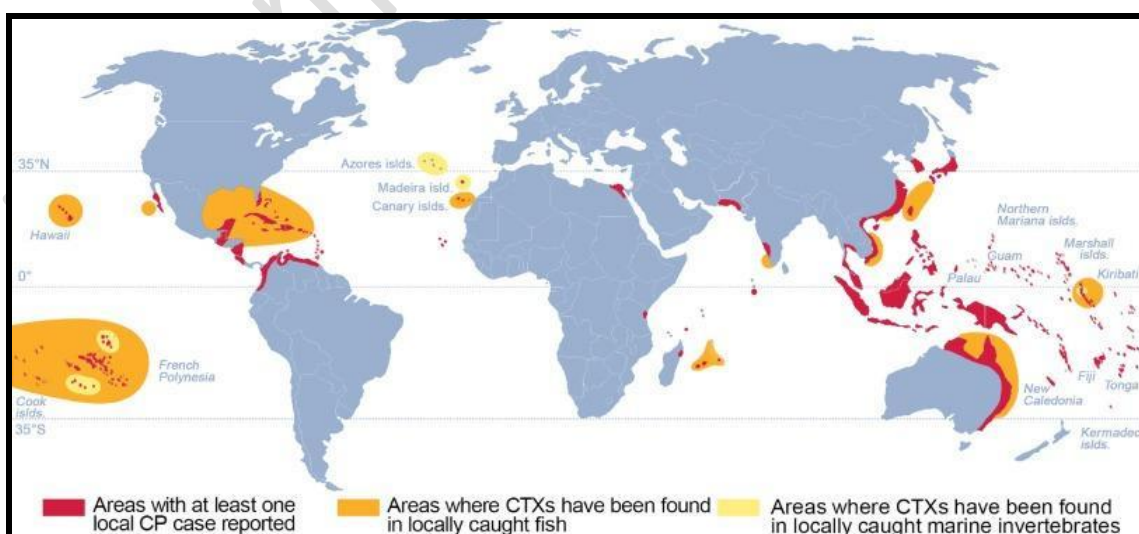 35°N
Azores islds.
Madeira isld.
Canary islds.
Hawaii
Northern
Mariana islds.
Marshall
islds.
Guam
Kiribati
Palau
0°
French
Polynesia
Cook
islds.
New
Caledonia
Fiji
Tonga
35°S
Kermadec
islds.
Areas with at least one
local CP case reported
Areas where CTXs have been found
in locally caught fish
Areas where CTXs have been found
in locally caught marine invertebrates